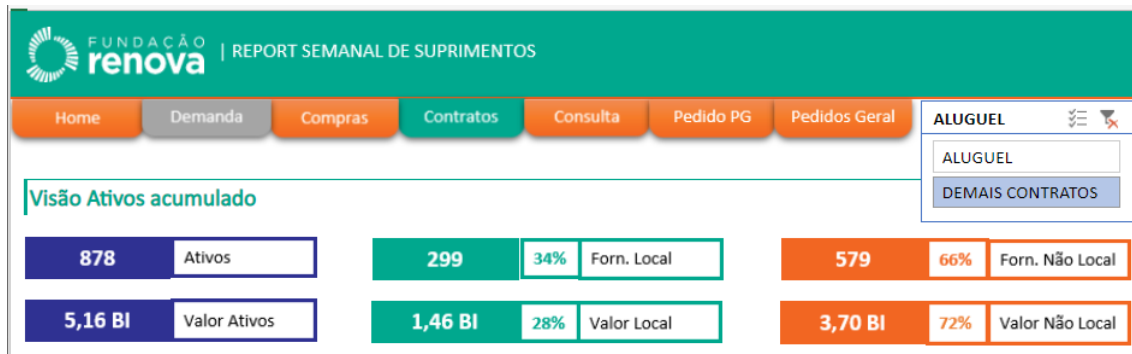 FUNDAÇÃO
renova | REPORT SEMANAL DE SUPRIMENTOS
Home Demanda Compras Contratos Consulta Pedido PG Pedidos Geral
ALUGUEL
ALUGUEL
DEMAIS CONTRATOS
Visão Ativos acumulado
878 Ativos 299 34% Forn. Local 579 66% Forn. Não Local
5,16 BI Valor Ativos 1,46 BI 28% Valor Local 3,70 BI 72% Valor Não Local